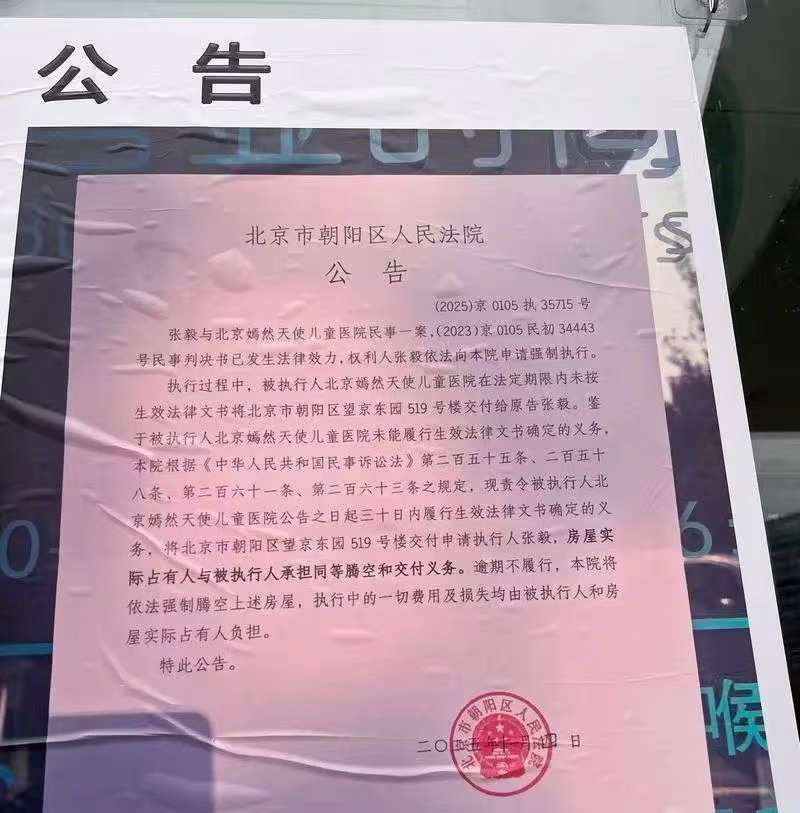 公 告
专业的
北京市朝阳区人民法院
公 告
(2025)京 0105 执 35715 号
张毅与北京嫣然天使儿童医院民事一案,(2023)京 0105 民初 34443
号民事判决书已发生法律效力,权利人张毅依法向本院申请强制执行。
执行过程中,被执行人北京嫣然天使儿童医院在法定期限内未按
生效法律文书将北京市朝阳区望京东园 519 号楼交付给原告张毅。鉴
于被执行人北京嫣然天使儿童医院未能履行生效法律文书确定的义务,
本院根据《中华人民共和国民事诉讼法》第二百五十五条、二百五十
八条、第二百六十一条、第二百六十三条之规定,现责令被执行人北
京嫣然天使儿童医院公告之日起三十日内履行生效法律文书确定的义
务,将北京市朝阳区望京东园 519 号楼交付申请执行人张毅,房屋实
际占有人与被执行人承担同等腾空和交付义务。逾期不履行,本院将
依法强制腾空上述房屋,执行中的一切费用及损失均由被执行人和房
屋实际占有人负担。
特此公告。
北京市朝阳区人民法院
喉